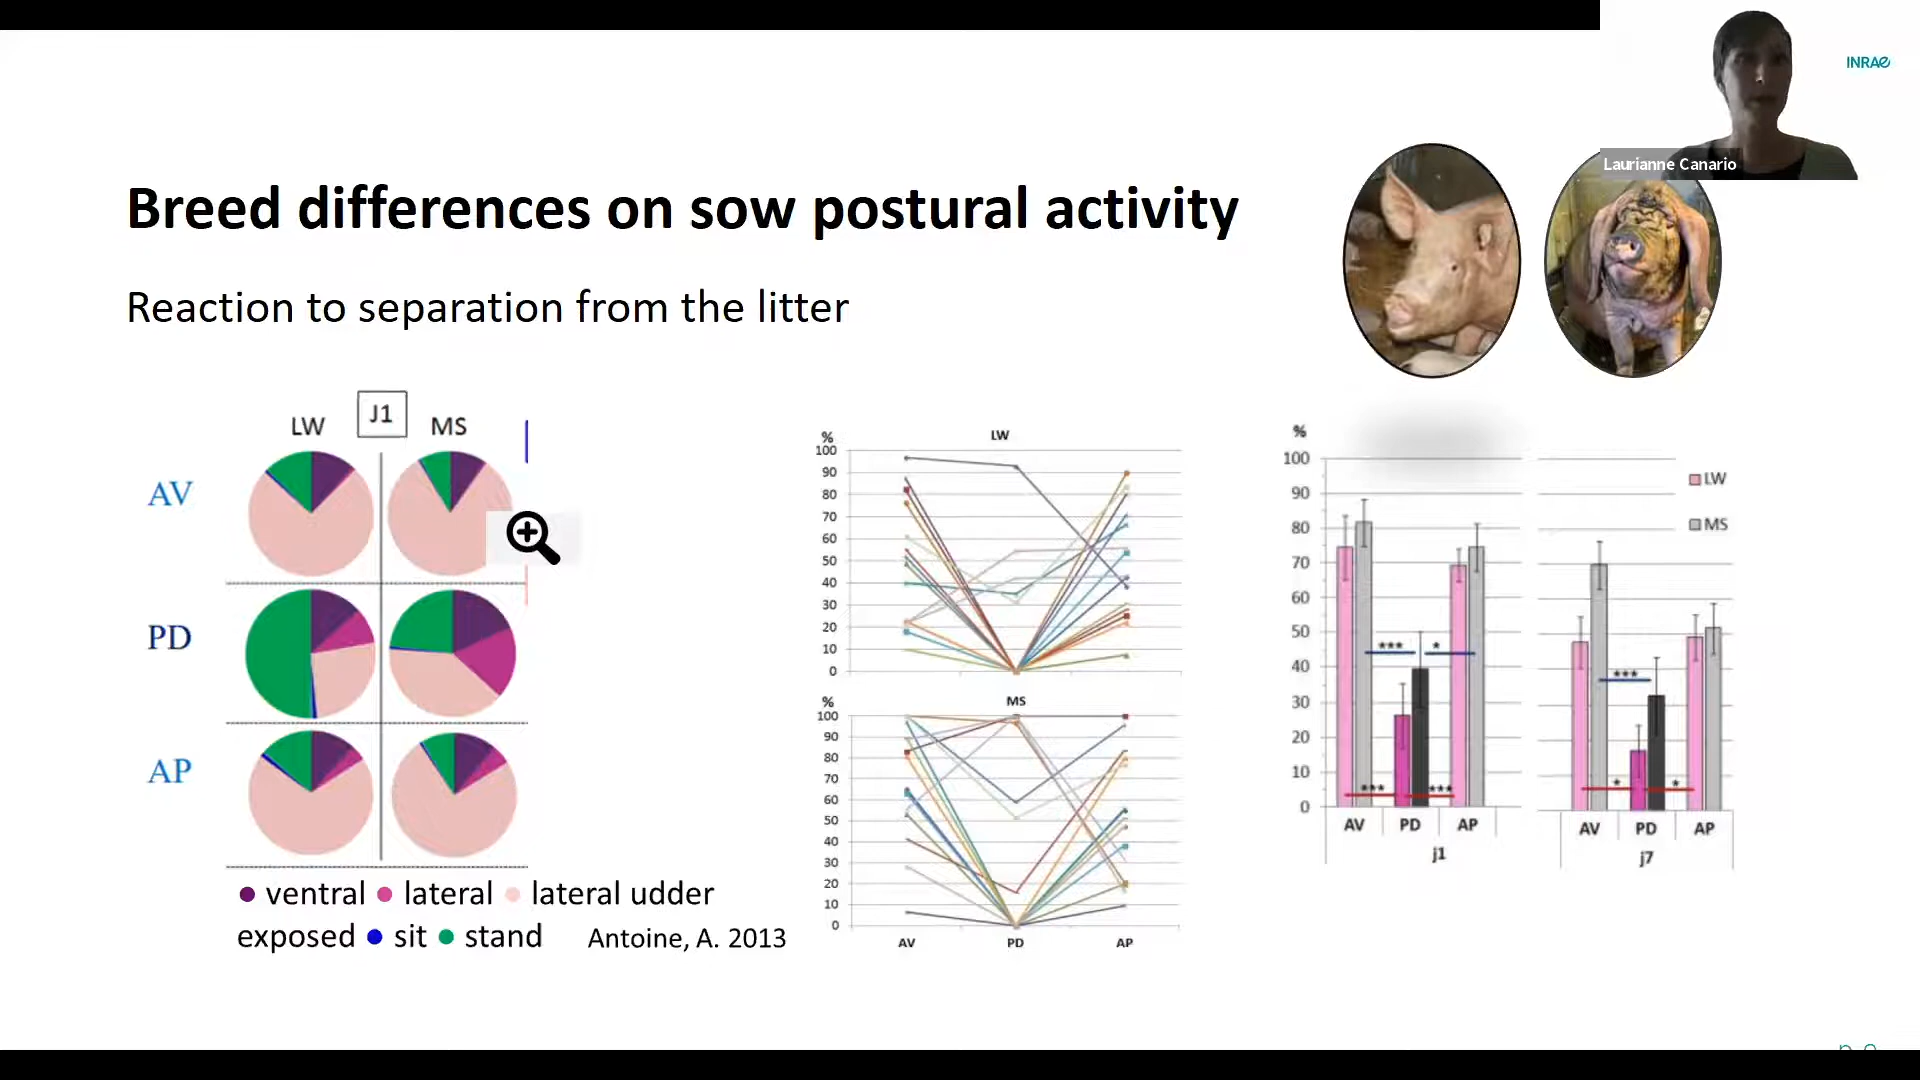 INRAE
Laurianne Canario
Breed differences on sow postural activity
Reaction to separation from the litter
LW
J1
MS
AV
PD
AP
ventral
lateral
lateral udder
exposed
sit
stand
Antoine, A. 2013
%
LW
100
90
80
70
60
50
40
30
20
10
0
%
MS
100
90
80
70
60
50
40
30
20
10
0
AV
PD
AP
%
100
90
80
70
60
50
40
30
20
10
0
LW
MS
***
*
***
***
***
*
*
AV
PD
AP
AV
PD
AP
j1
j7